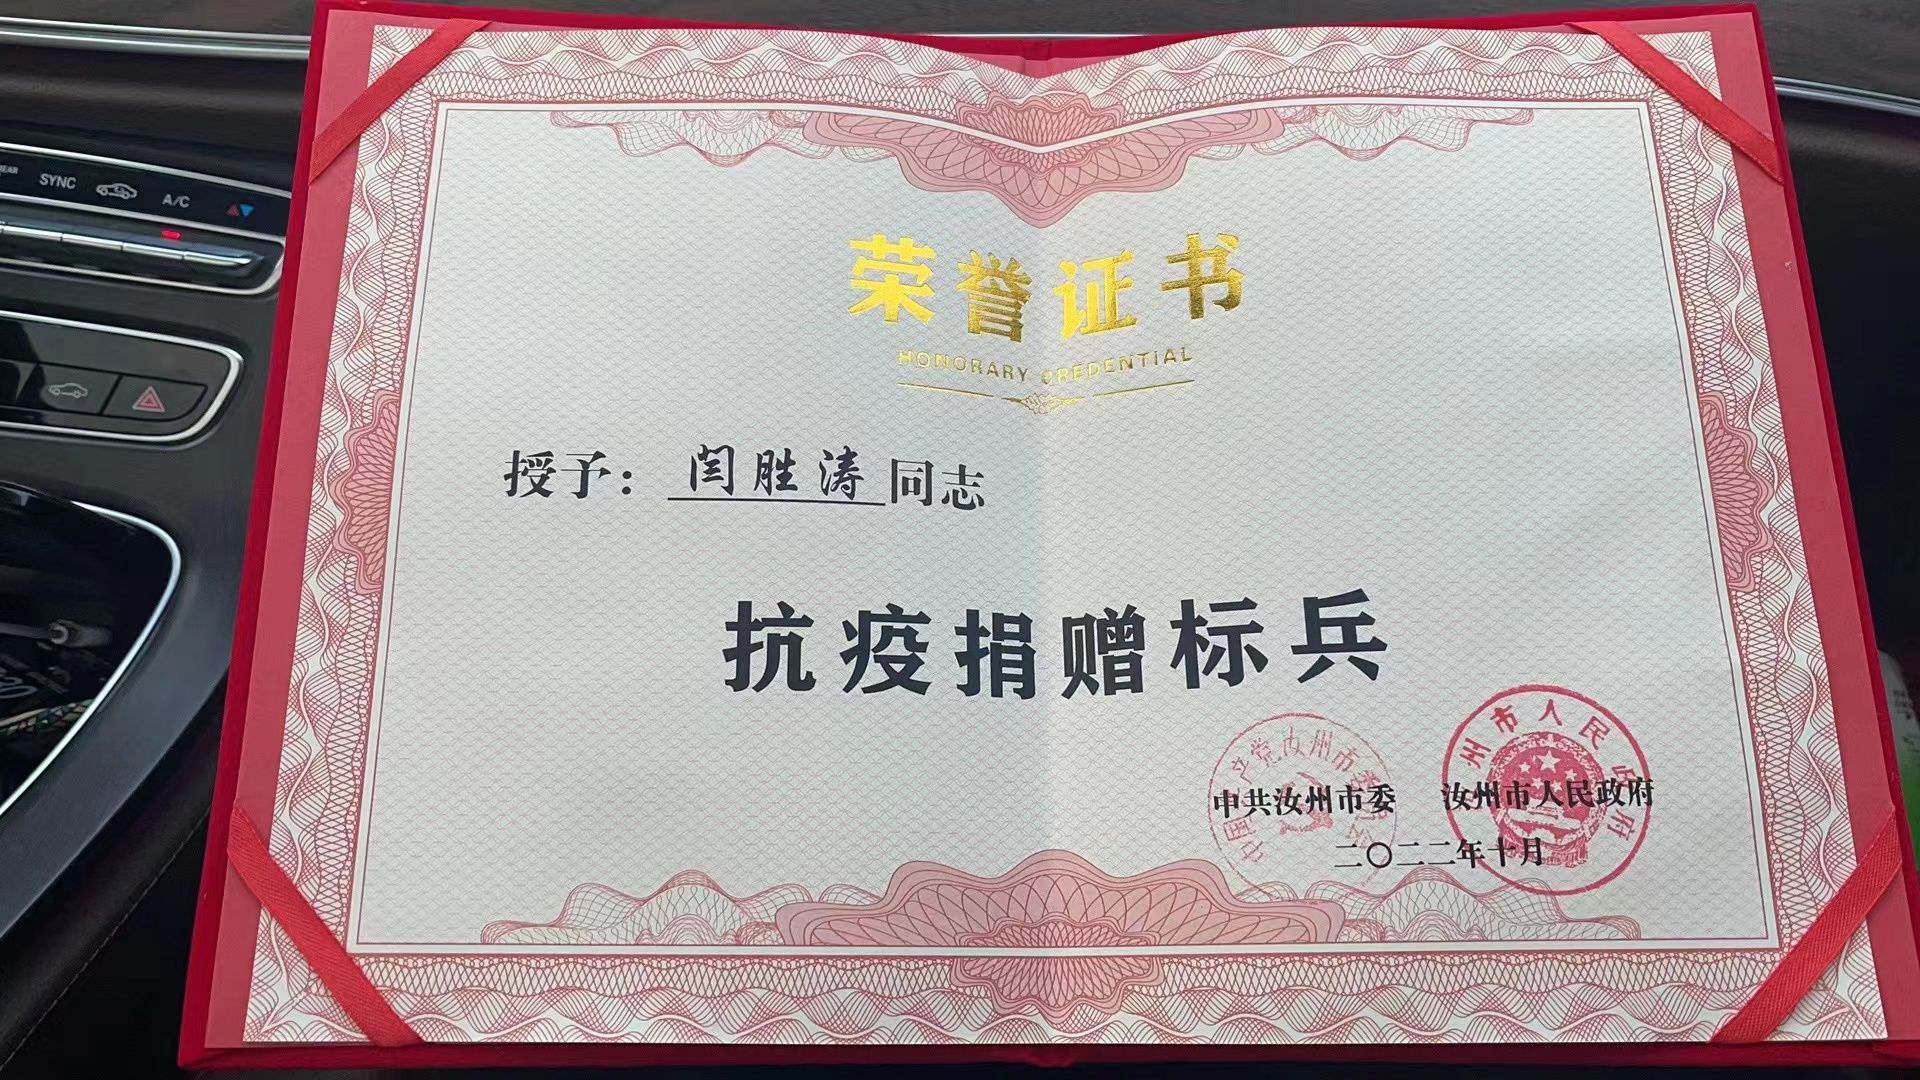 SYNC
A/C
荣誉证书
HONORARY CREDENTIAL
授予：闫胜涛同志
抗疫捐赠标兵
中共汝州市委 汝州市人民政府
二〇二二年十月